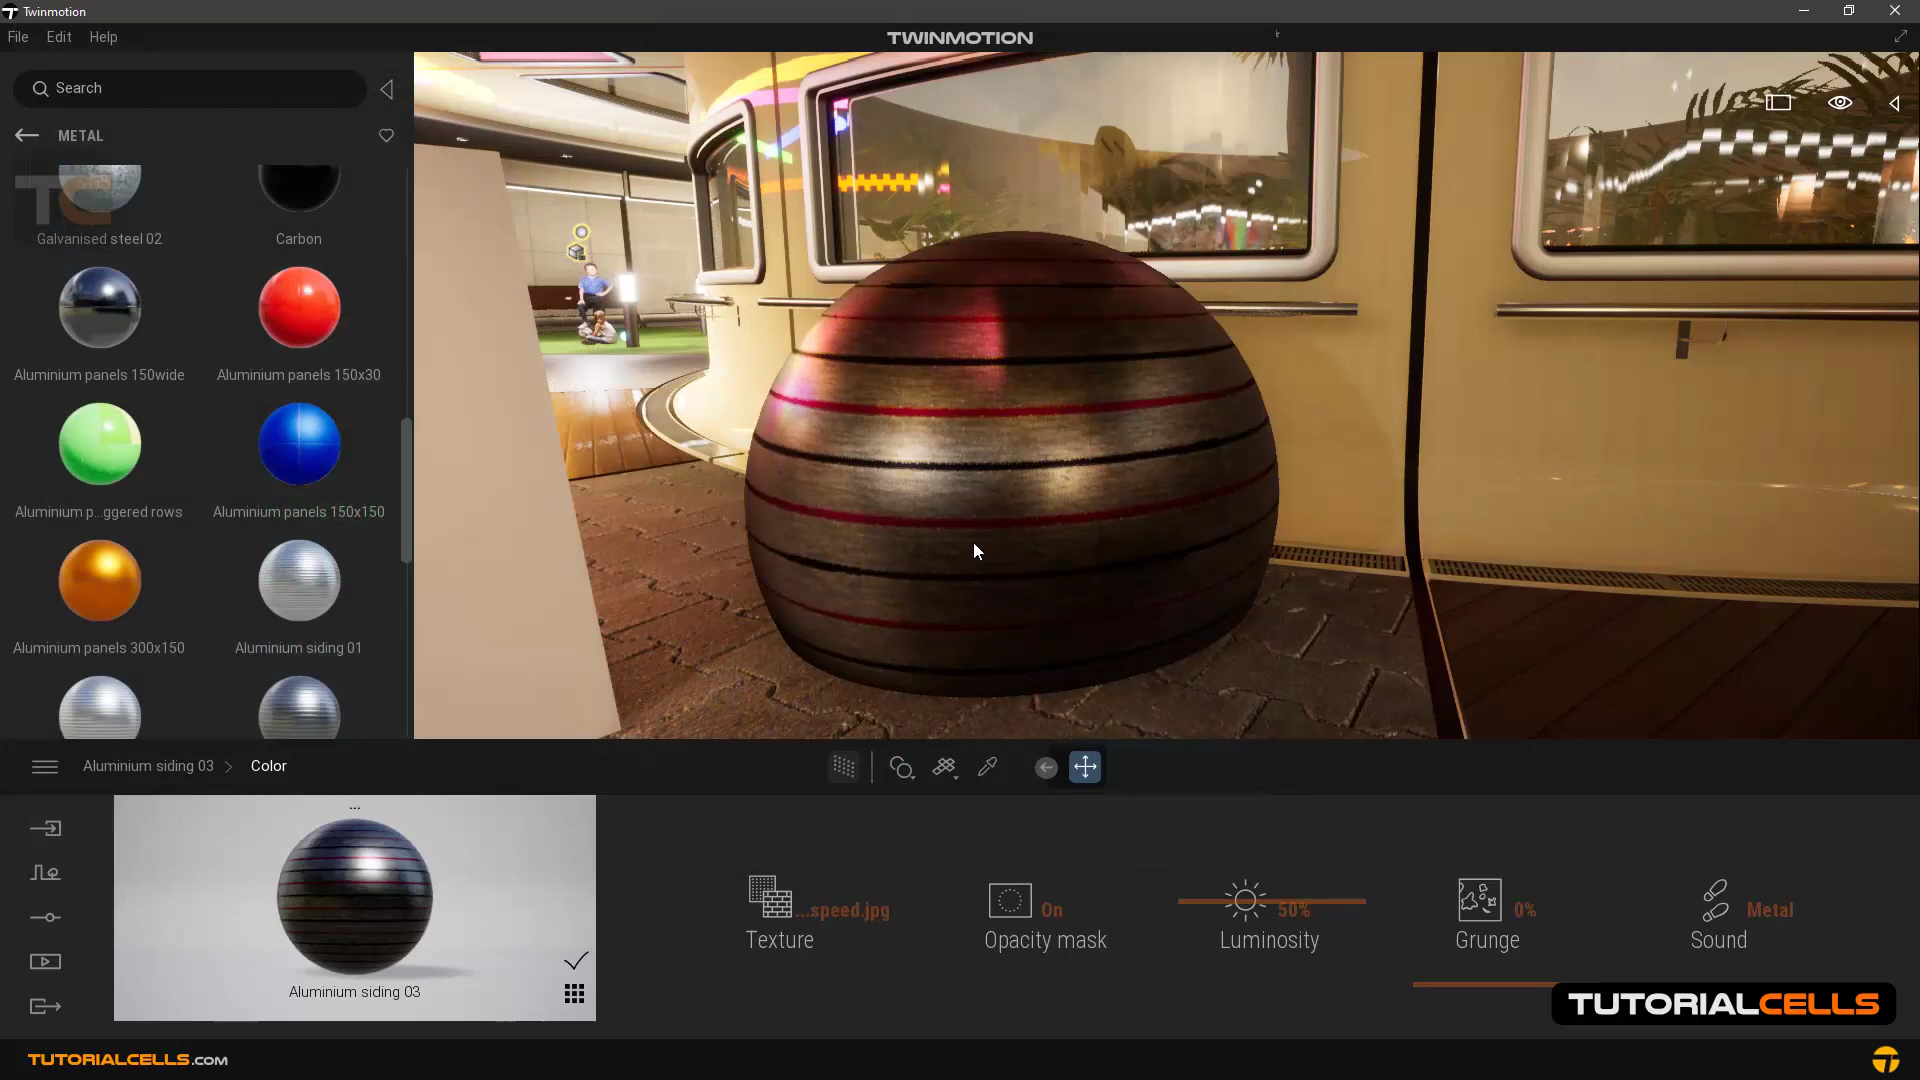 Twinmotion
File Edit Help
TWINMOTION
Search
METAL
TC
Galvanised steel 02
Carbon
Aluminium panels 150wide
Aluminium panels 150x30
Aluminium p...ggered rows
Aluminium panels 150x150
Aluminium panels 300x150
Aluminium siding 01
Aluminium siding 03 > Color
...
Aluminium siding 03
...speed.jpg
Texture
On
Opacity mask
50%
Luminosity
0%
Grunge
Metal
Sound
TUTORIALCELLS
TUTORIALCELLS.COM